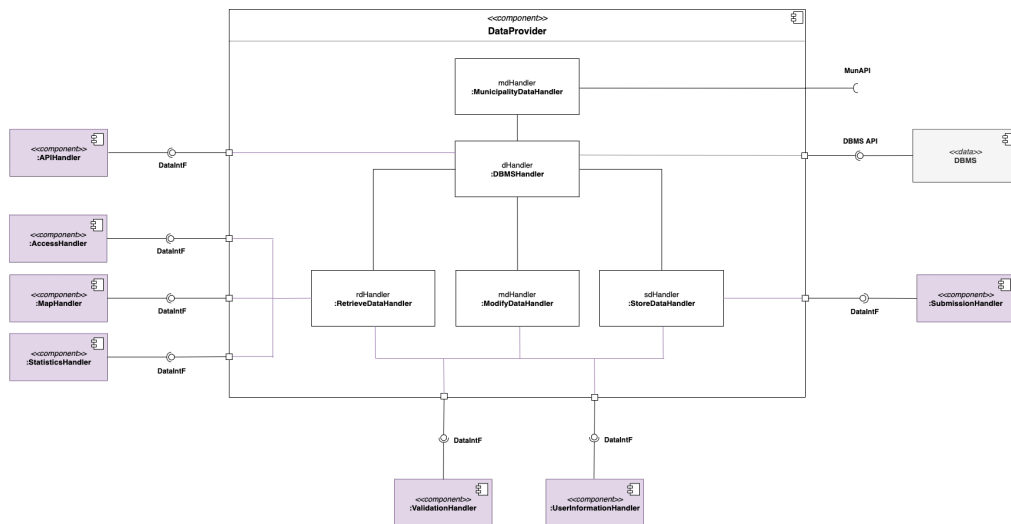 <<component>>
DataProvider
mdHandler
:MunicipalityDataHandler
MunAPI
<<component>>
:APIHandler
DataIntF
dHandler
:DBMSHandler
DBMS API
<<data>>
DBMS
<<component>>
:AccessHandler
DataIntF
<<component>>
:MapHandler
DataIntF
rdHandler
:RetrieveDataHandler
mdHandler
:ModifyDataHandler
sdHandler
:StoreDataHandler
DataIntF
<<component>>
:SubmissionHandler
<<component>>
:StatisticsHandler
DataIntF
DataIntF
DataIntF
<<component>>
:ValidationHandler
<<component>>
:UserInformationHandler